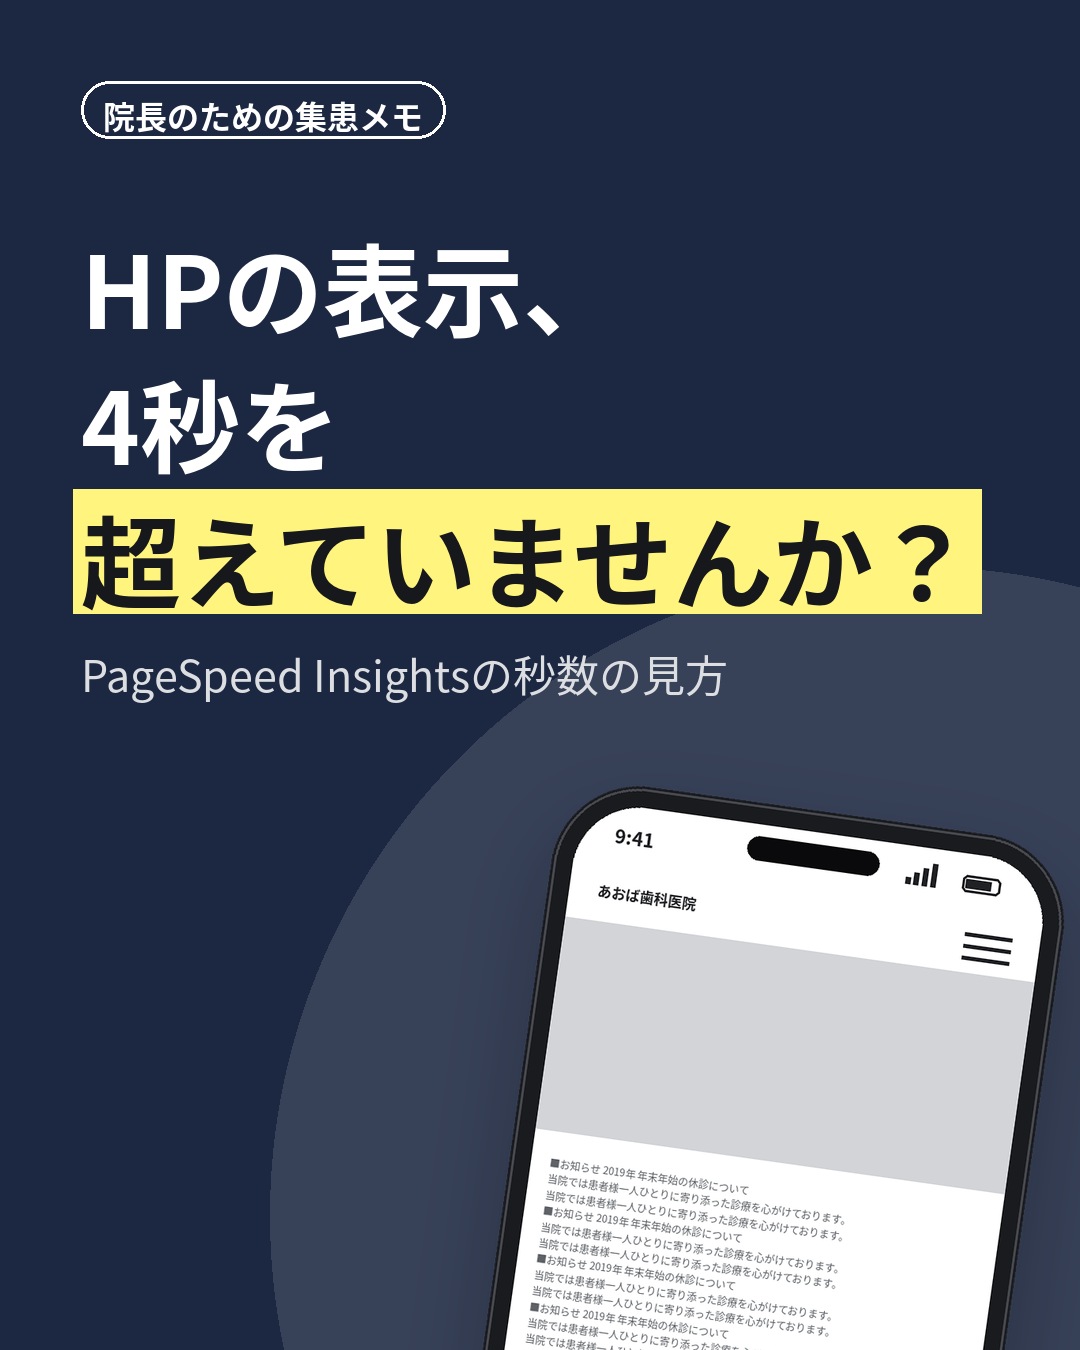 院長のための集患メモ
HPの表示、
4秒を
超えていませんか？
PageSpeed Insightsの秒数の見方
9:41
あおば歯科医院
■お知らせ 2019年 年末年始の休診について
当院では患者様一人ひとりに寄り添った診療を心がけております。
当院では患者様一人ひとりに寄り添った診療を心がけております。
■お知らせ 2019年 年末年始の休診について
当院では患者様一人ひとりに寄り添った診療を心がけております。
当院では患者様一人ひとりに寄り添った診療を心がけております。
■お知らせ 2019年 年末年始の休診について
当院では患者様一人ひとりに寄り添った診療を心がけております。
当院では患者様一人ひとりに寄り添った診療を心がけております。
■お知らせ 2019年 年末年始の休診について
当院では患者様一人ひとりに寄り添った診療を
当院では患者様一人ひとりに